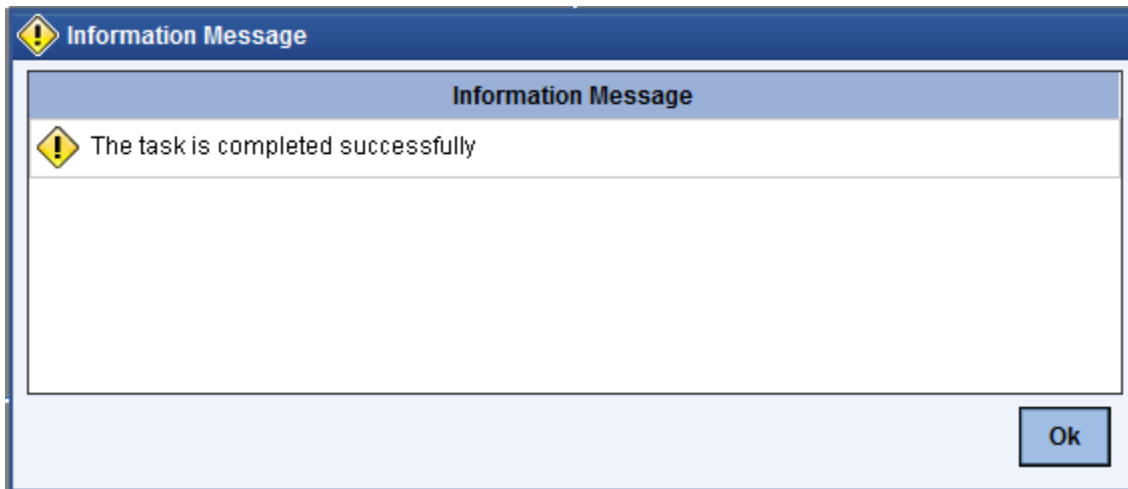 Information Message
Information Message
The task is completed successfully
Ok